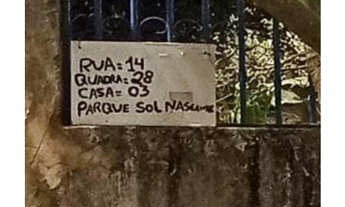 RUA= 14
QUADRA= 28
CASA= 03
PARQUE SOL NASCENTE